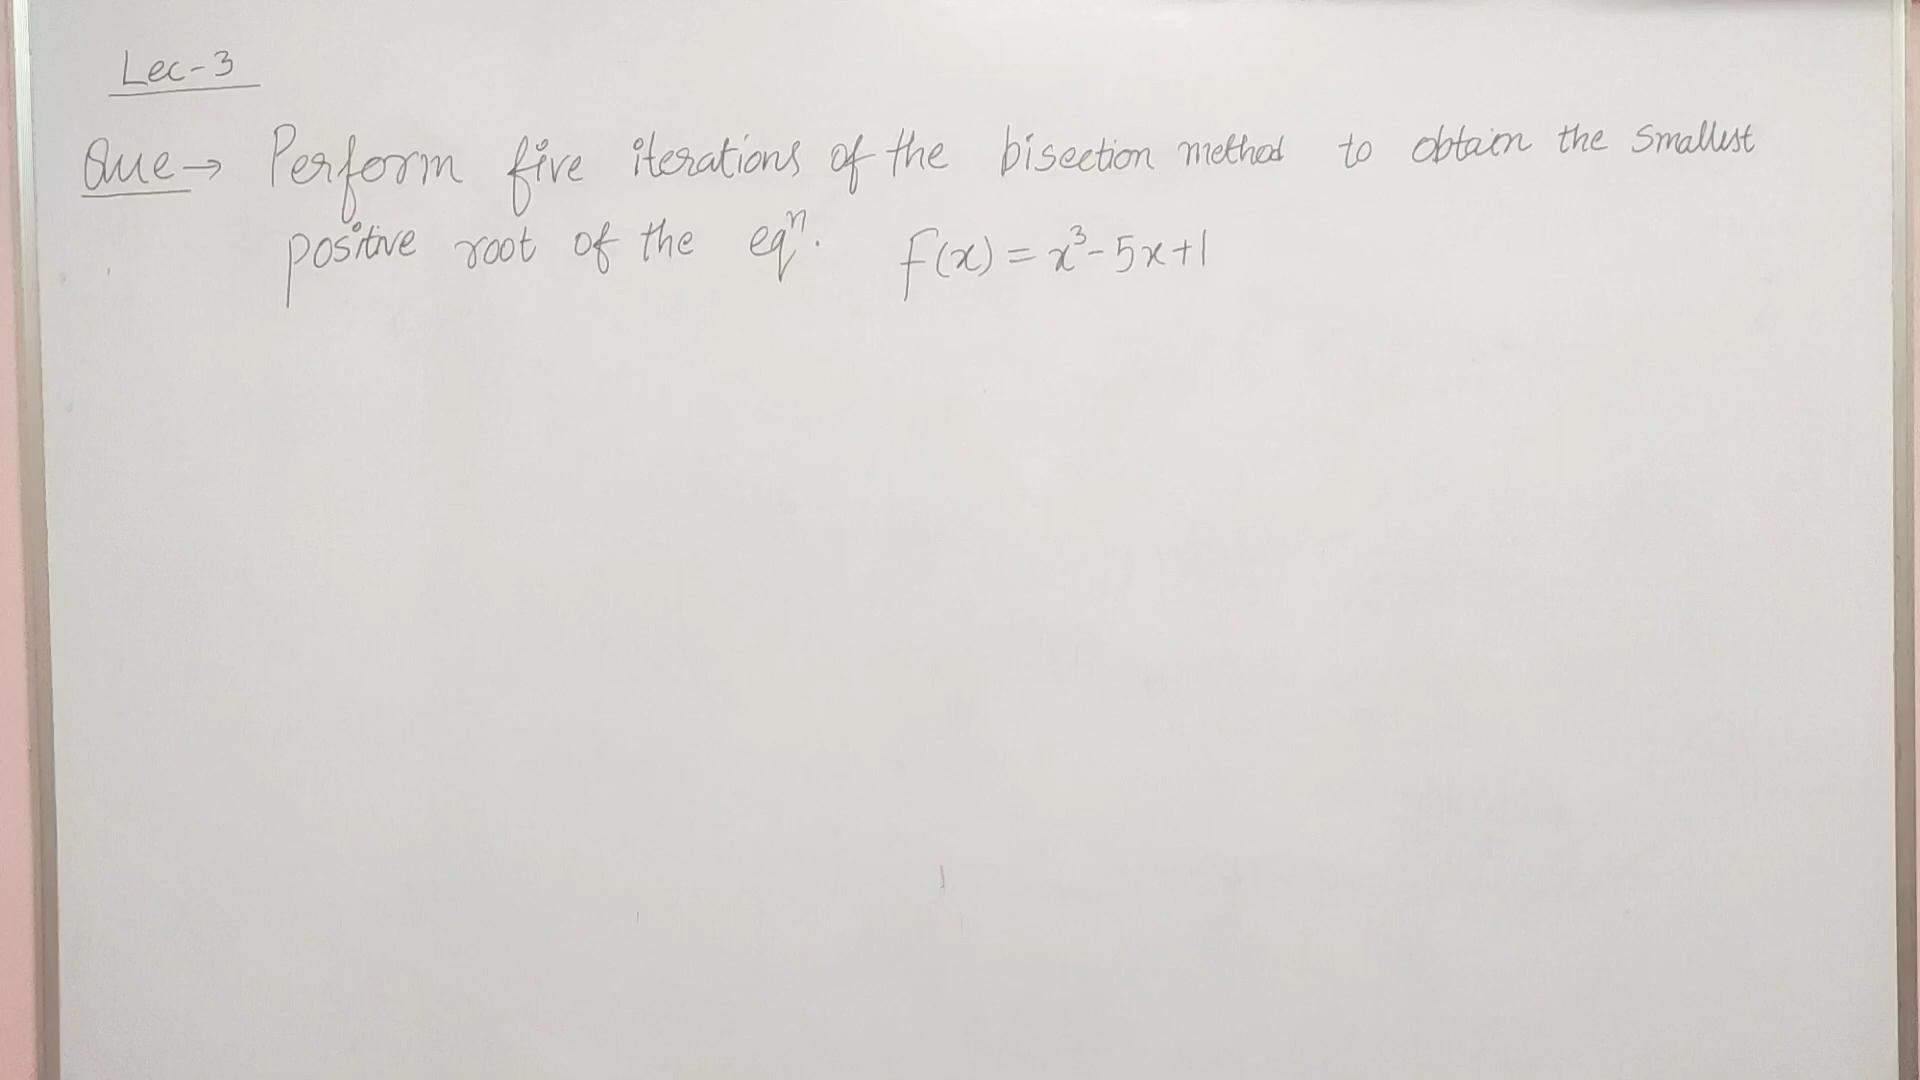 Lec-3
Que → Perform five iterations of the bisection method to obtain the smallest
positive root of the eqⁿ. f(x) = x³-5x+1